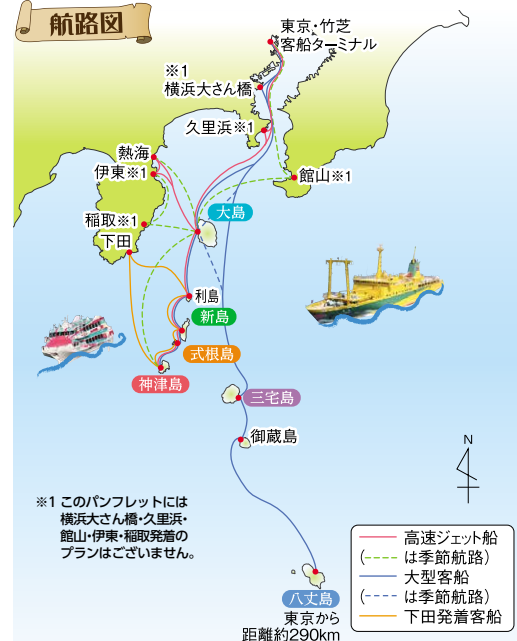 航路図
東京・竹芝
客船ターミナル
※1
横浜大さん橋
久里浜※1
熱海
伊東※1
館山※1
稲取※1
下田
大島
利島
新島
式根島
神津島
三宅島
御蔵島
N
※1 このパンフレットには
横浜大さん橋・久里浜・
館山・伊東・稲取発着の
プランはございません。
高速ジェット船
(--は季節航路)
大型客船
(--は季節航路)
下田発着客船
八丈島
東京から
距離約290km